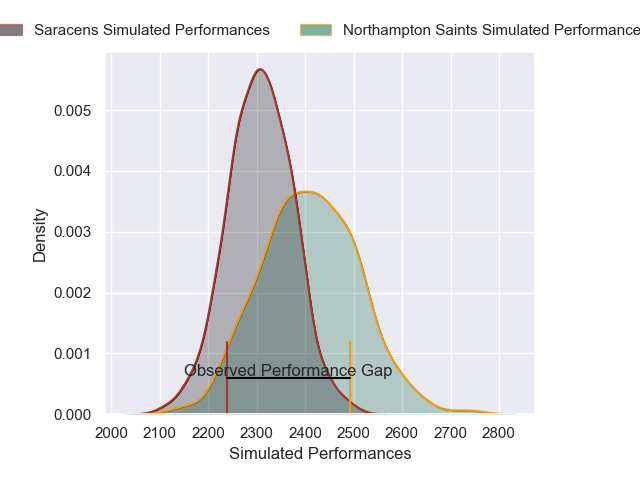 Saracens Simulated Performances
Northampton Saints Simulated Performance
0.005
0.004
0.003
0.002
0.001
0.000
Density
Observed Performance Gap
2000 2100 2200 2300 2400 2500 2600 2700 2800
Simulated Performances